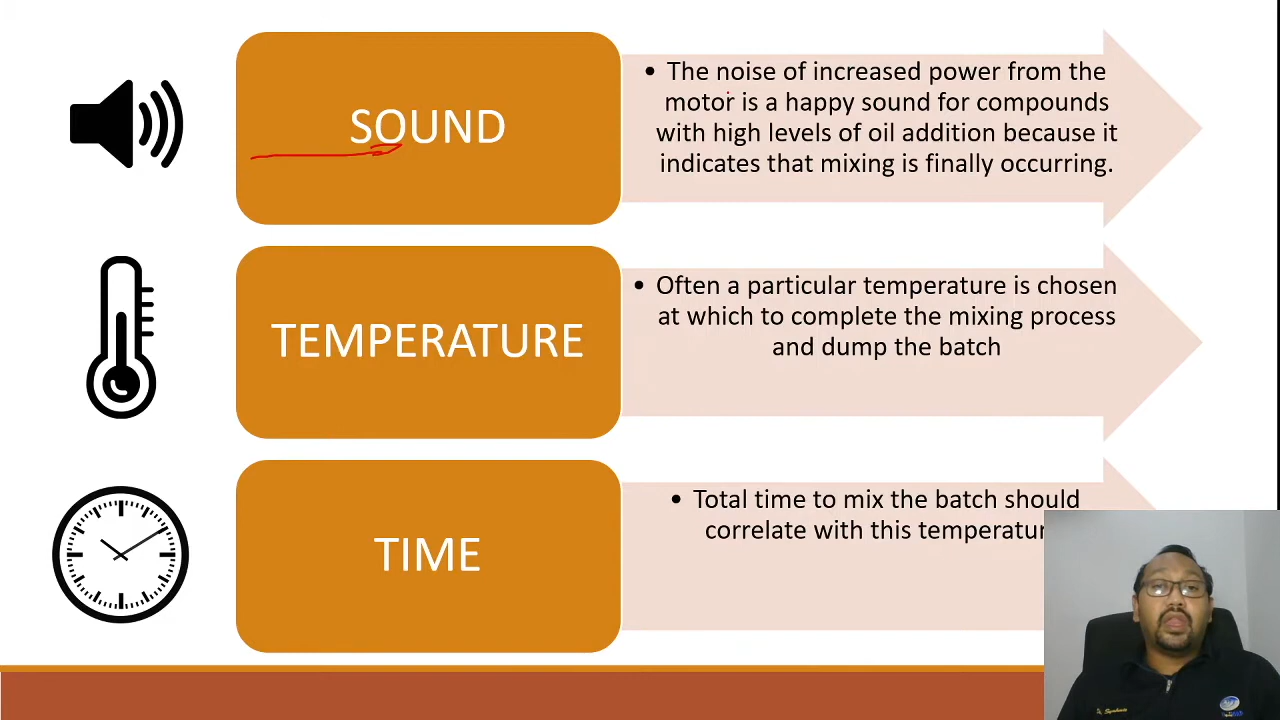 SOUND
• The noise of increased power from the
motor is a happy sound for compounds
with high levels of oil addition because it
indicates that mixing is finally occurring.
TEMPERATURE
• Often a particular temperature is chosen
at which to complete the mixing process
and dump the batch
TIME
• Total time to mix the batch should
correlate with this